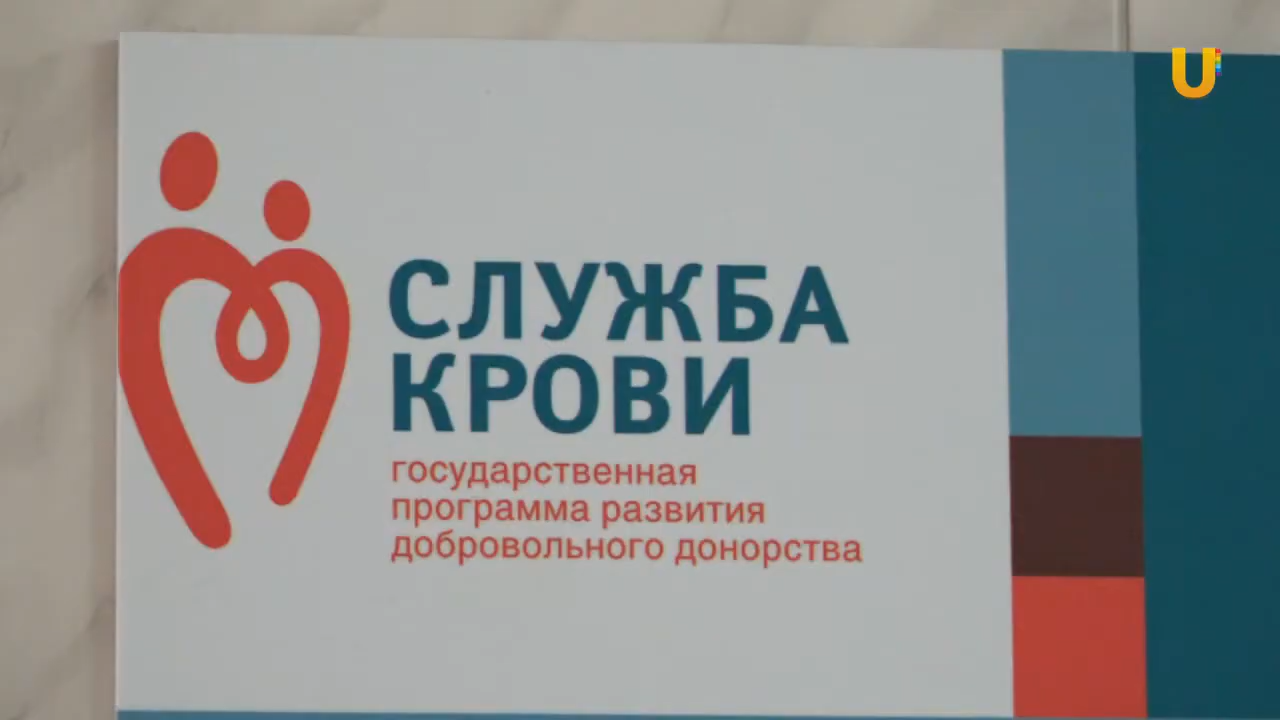 U
СЛУЖБА
КРОВИ
государственная
программа развития
добровольного донорства